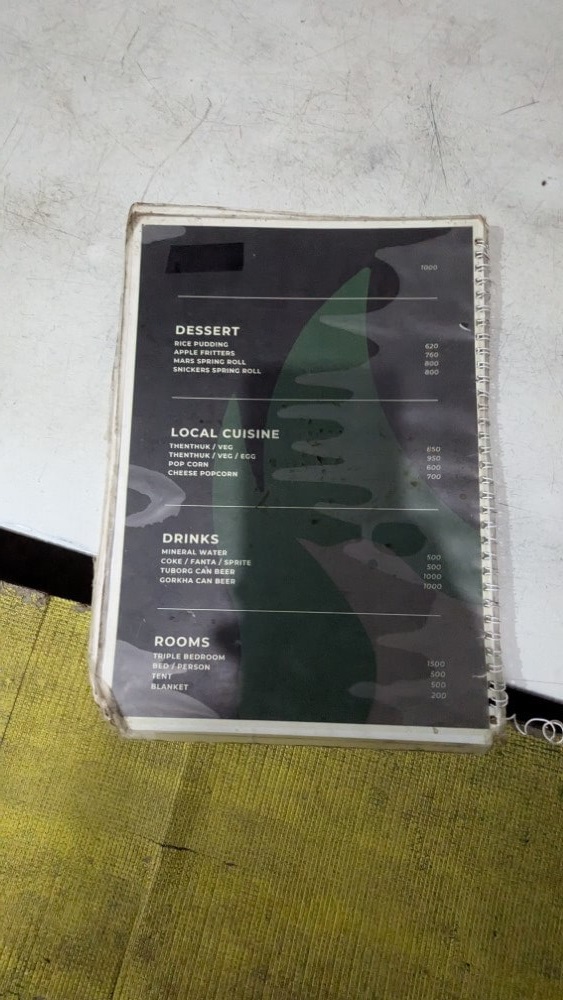 1000
DESSERT
RICE PUDDING 620
APPLE FRITTERS 760
MARS SPRING ROLL 800
SNICKERS SPRING ROLL 800
LOCAL CUISINE
THENTHUK / VEG 850
THENTHUK / VEG / EGG 950
POP CORN 600
CHEESE POPCORN 700
DRINKS
MINERAL WATER 500
COKE / FANTA / SPRITE 500
TUBORG CAN BEER 1000
GORKHA CAN BEER 1000
ROOMS
TRIPLE BEDROOM 1500
BED / PERSON 500
TENT 500
BLANKET 200